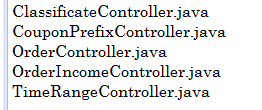 ClassificateController.java
CouponPrefixController.java
OrderController.java
OrderIncomeController.java
TimeRangeController.java